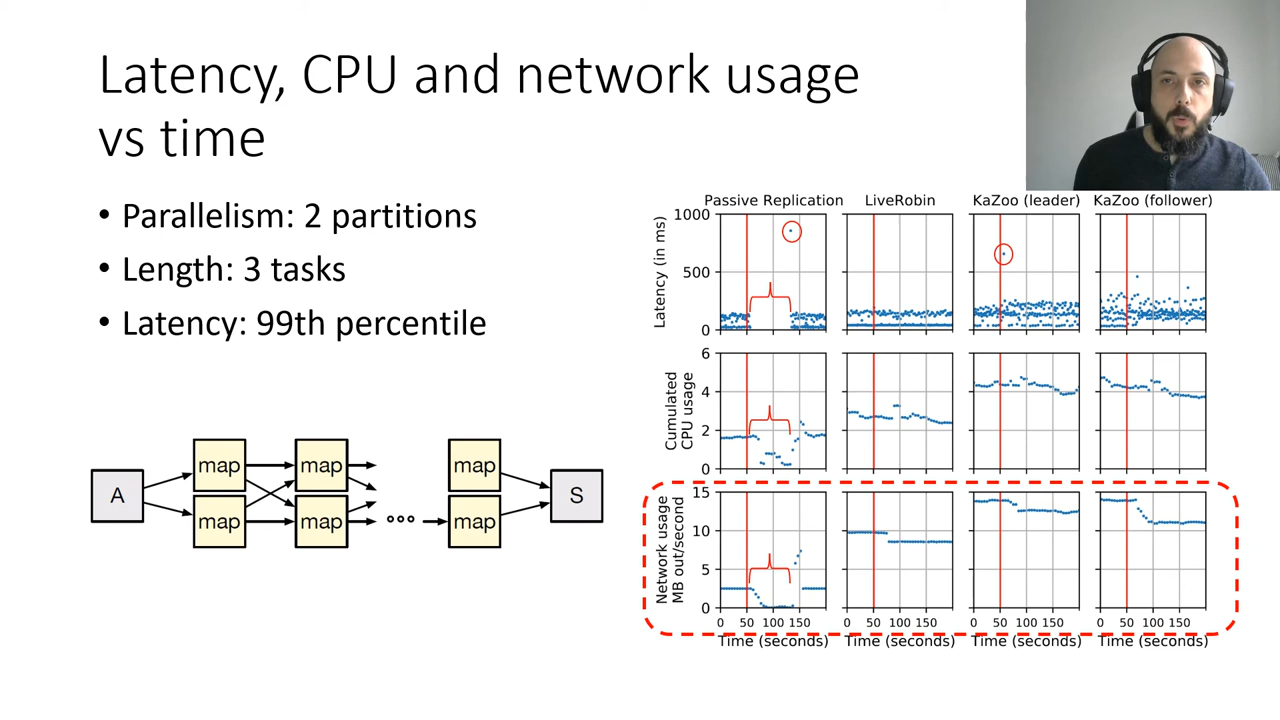 Latency, CPU and network usage
vs time
• Parallelism: 2 partitions
• Length: 3 tasks
• Latency: 99th percentile
A
map
map
map
map
map
map
S
Passive Replication
LiveRobin
KaZoo (leader)
KaZoo (follower)
Latency (in ms)
1000
500
0
Cumulated
CPU usage
6
4
2
0
Network usage
MB out/second
15
10
5
0
0 50 100 150
0 50 100 150
0 50 100 150
0 50 100 150
Time (seconds)
Time (seconds)
Time (seconds)
Time (seconds)